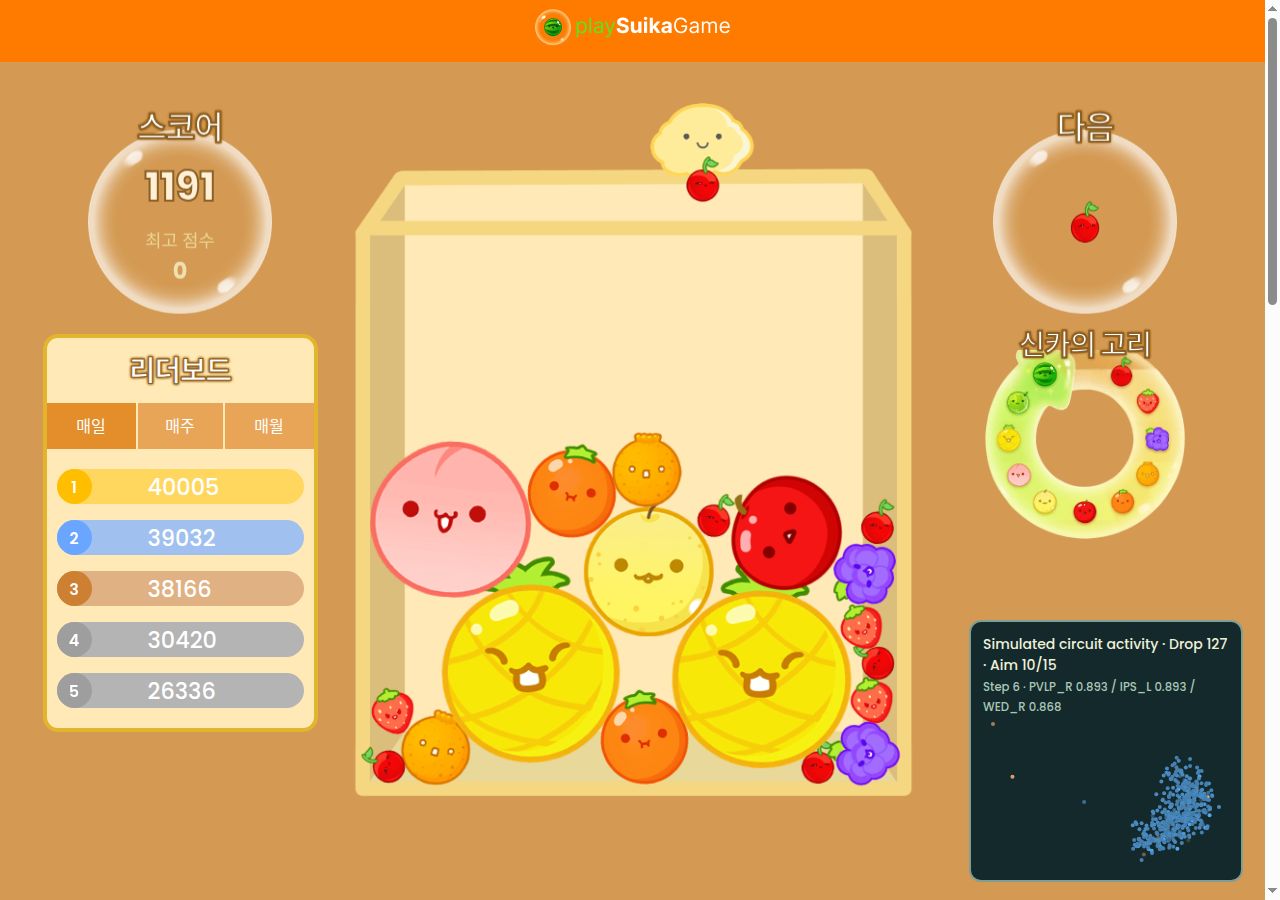 playSuikaGame
스코어
1191
최고 점수
0
다음
신카의 고리
리더보드
매일 매주 매월
1 40005
2 39032
3 38166
4 30420
5 26336
Simulated circuit activity · Drop 127
· Aim 10/15
Step 6 · PVLP_R 0.893 / IPS_L 0.893 /
WED_R 0.868